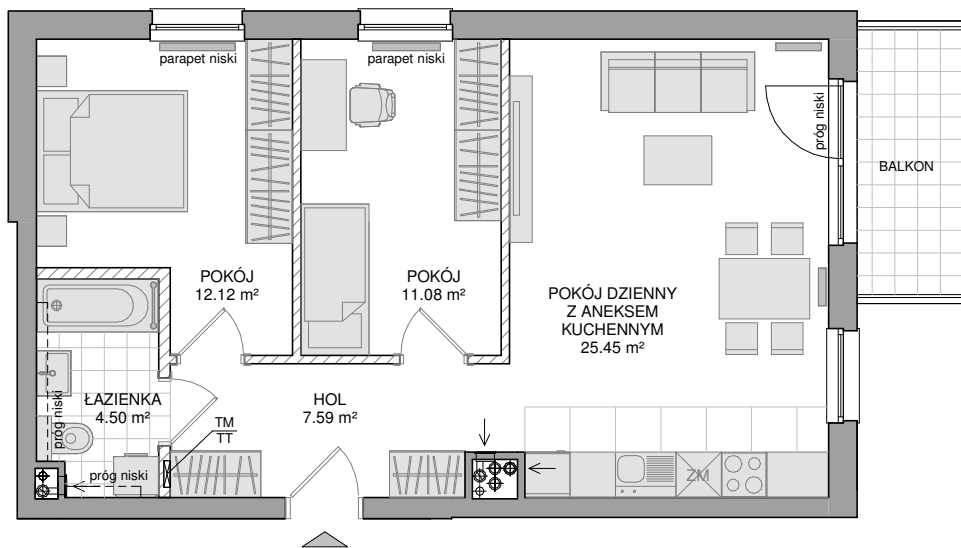 parapet niski
parapet niski
próg niski
BALKON
POKÓJ
12.12 m²
POKÓJ
11.08 m²
POKÓJ DZIENNY
Z ANEKSEM
KUCHENNYM
25.45 m²
ŁAZIENKA
4.50 m²
próg niski
HOL
7.59 m²
TM
TT
próg niski
ZM